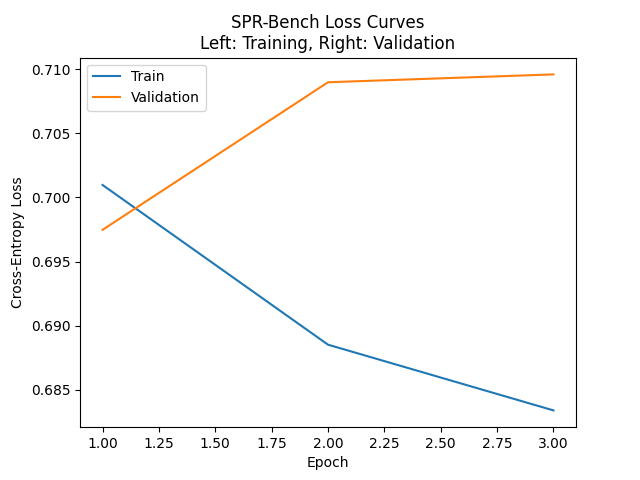 SPR-Bench Loss Curves
Left: Training, Right: Validation
Train
Validation
0.710
0.705
0.700
0.695
0.690
0.685
Cross-Entropy Loss
1.00 1.25 1.50 1.75 2.00 2.25 2.50 2.75 3.00
Epoch